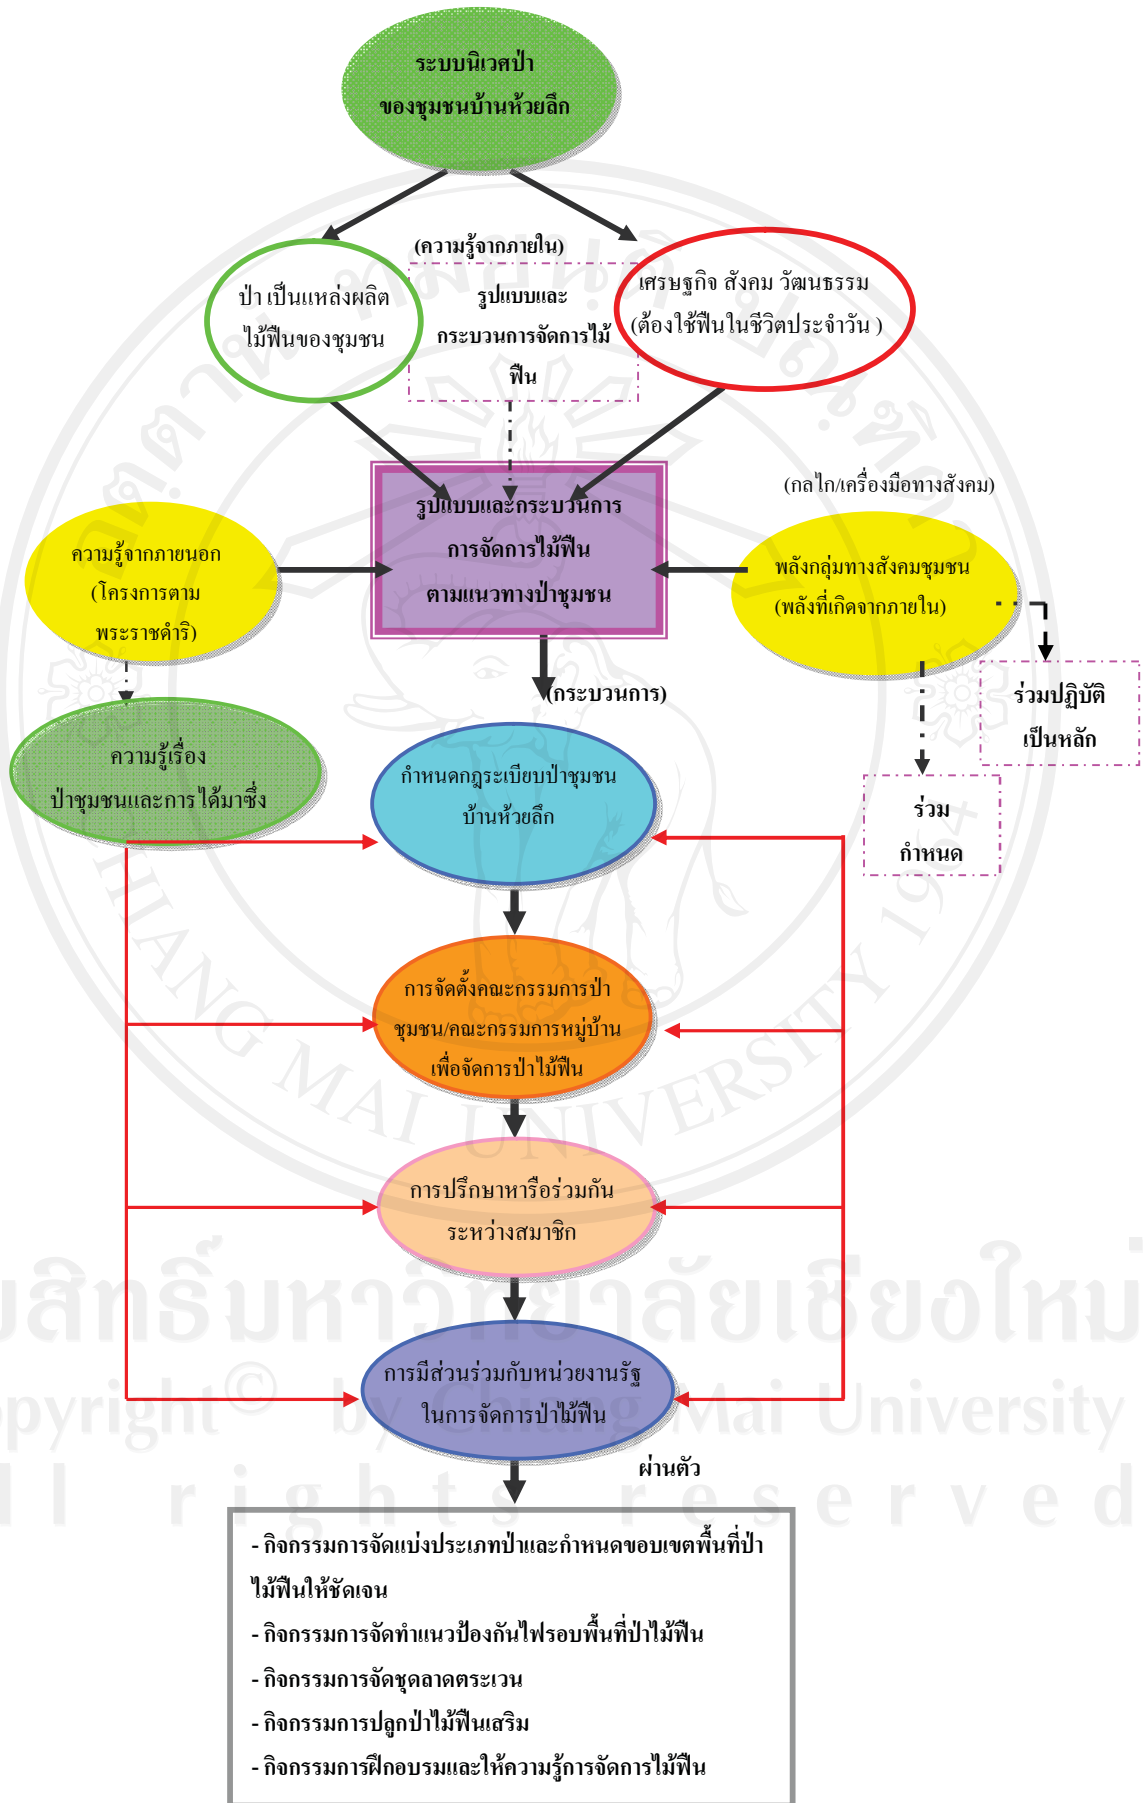 ระบบนิเวศป่า
ของชุมชนบ้านห้วยลึก
(ความรู้จากภายใน)
ป่า เป็นแหล่งผลิต
ไม้ฟืนของชุมชน
รูปแบบและ
กระบวนการจัดการไม้
ฟืน
เศรษฐกิจ สังคม วัฒนธรรม
(ต้องใช้ฟืนในชีวิตประจำวัน )
รูปแบบและกระบวนการ
การจัดการไม้ฟืน
ตามแนวทางป่าชุมชน
(กลไก/เครื่องมือทางสังคม)
ความรู้จากภายนอก
(โครงการตาม
พระราชดำริ)
พลังกลุ่มทางสังคมชุมชน
(พลังที่เกิดจากภายใน)
(กระบวนการ)
ร่วมปฏิบัติ
เป็นหลัก
ความรู้เรื่อง
ป่าชุมชนและการได้มาซึ่ง
กำหนดกฎระเบียบป่าชุมชน
บ้านห้วยลึก
ร่วม
กำหนด
การจัดตั้งคณะกรรมการป่า
ชุมชน/คณะกรรมการหมู่บ้าน
เพื่อจัดการป่าไม้ฟืน
การปรึกษาหารือร่วมกัน
ระหว่างสมาชิก
การมีส่วนร่วมกับหน่วยงานรัฐ
ในการจัดการป่าไม้ฟืน
ผ่านตัว
- กิจกรรมการจัดแบ่งประเภทป่าและกำหนดขอบเขตพื้นที่ป่า
ไม้ฟืนให้ชัดเจน
- กิจกรรมการจัดทำแนวป้องกันไฟรอบพื้นที่ป่าไม้ฟืน
- กิจกรรมการจัดชุดลาดตระเวน
- กิจกรรมการปลูกป่าไม้ฟืนเสริม
- กิจกรรมการฝึกอบรมและให้ความรู้การจัดการไม้ฟืน
CHIANG MAI UNIVERSITY 1964
มหาวิทยาลัยเชียงใหม่
opyright© by Chiang Mai University
ll rights reserved